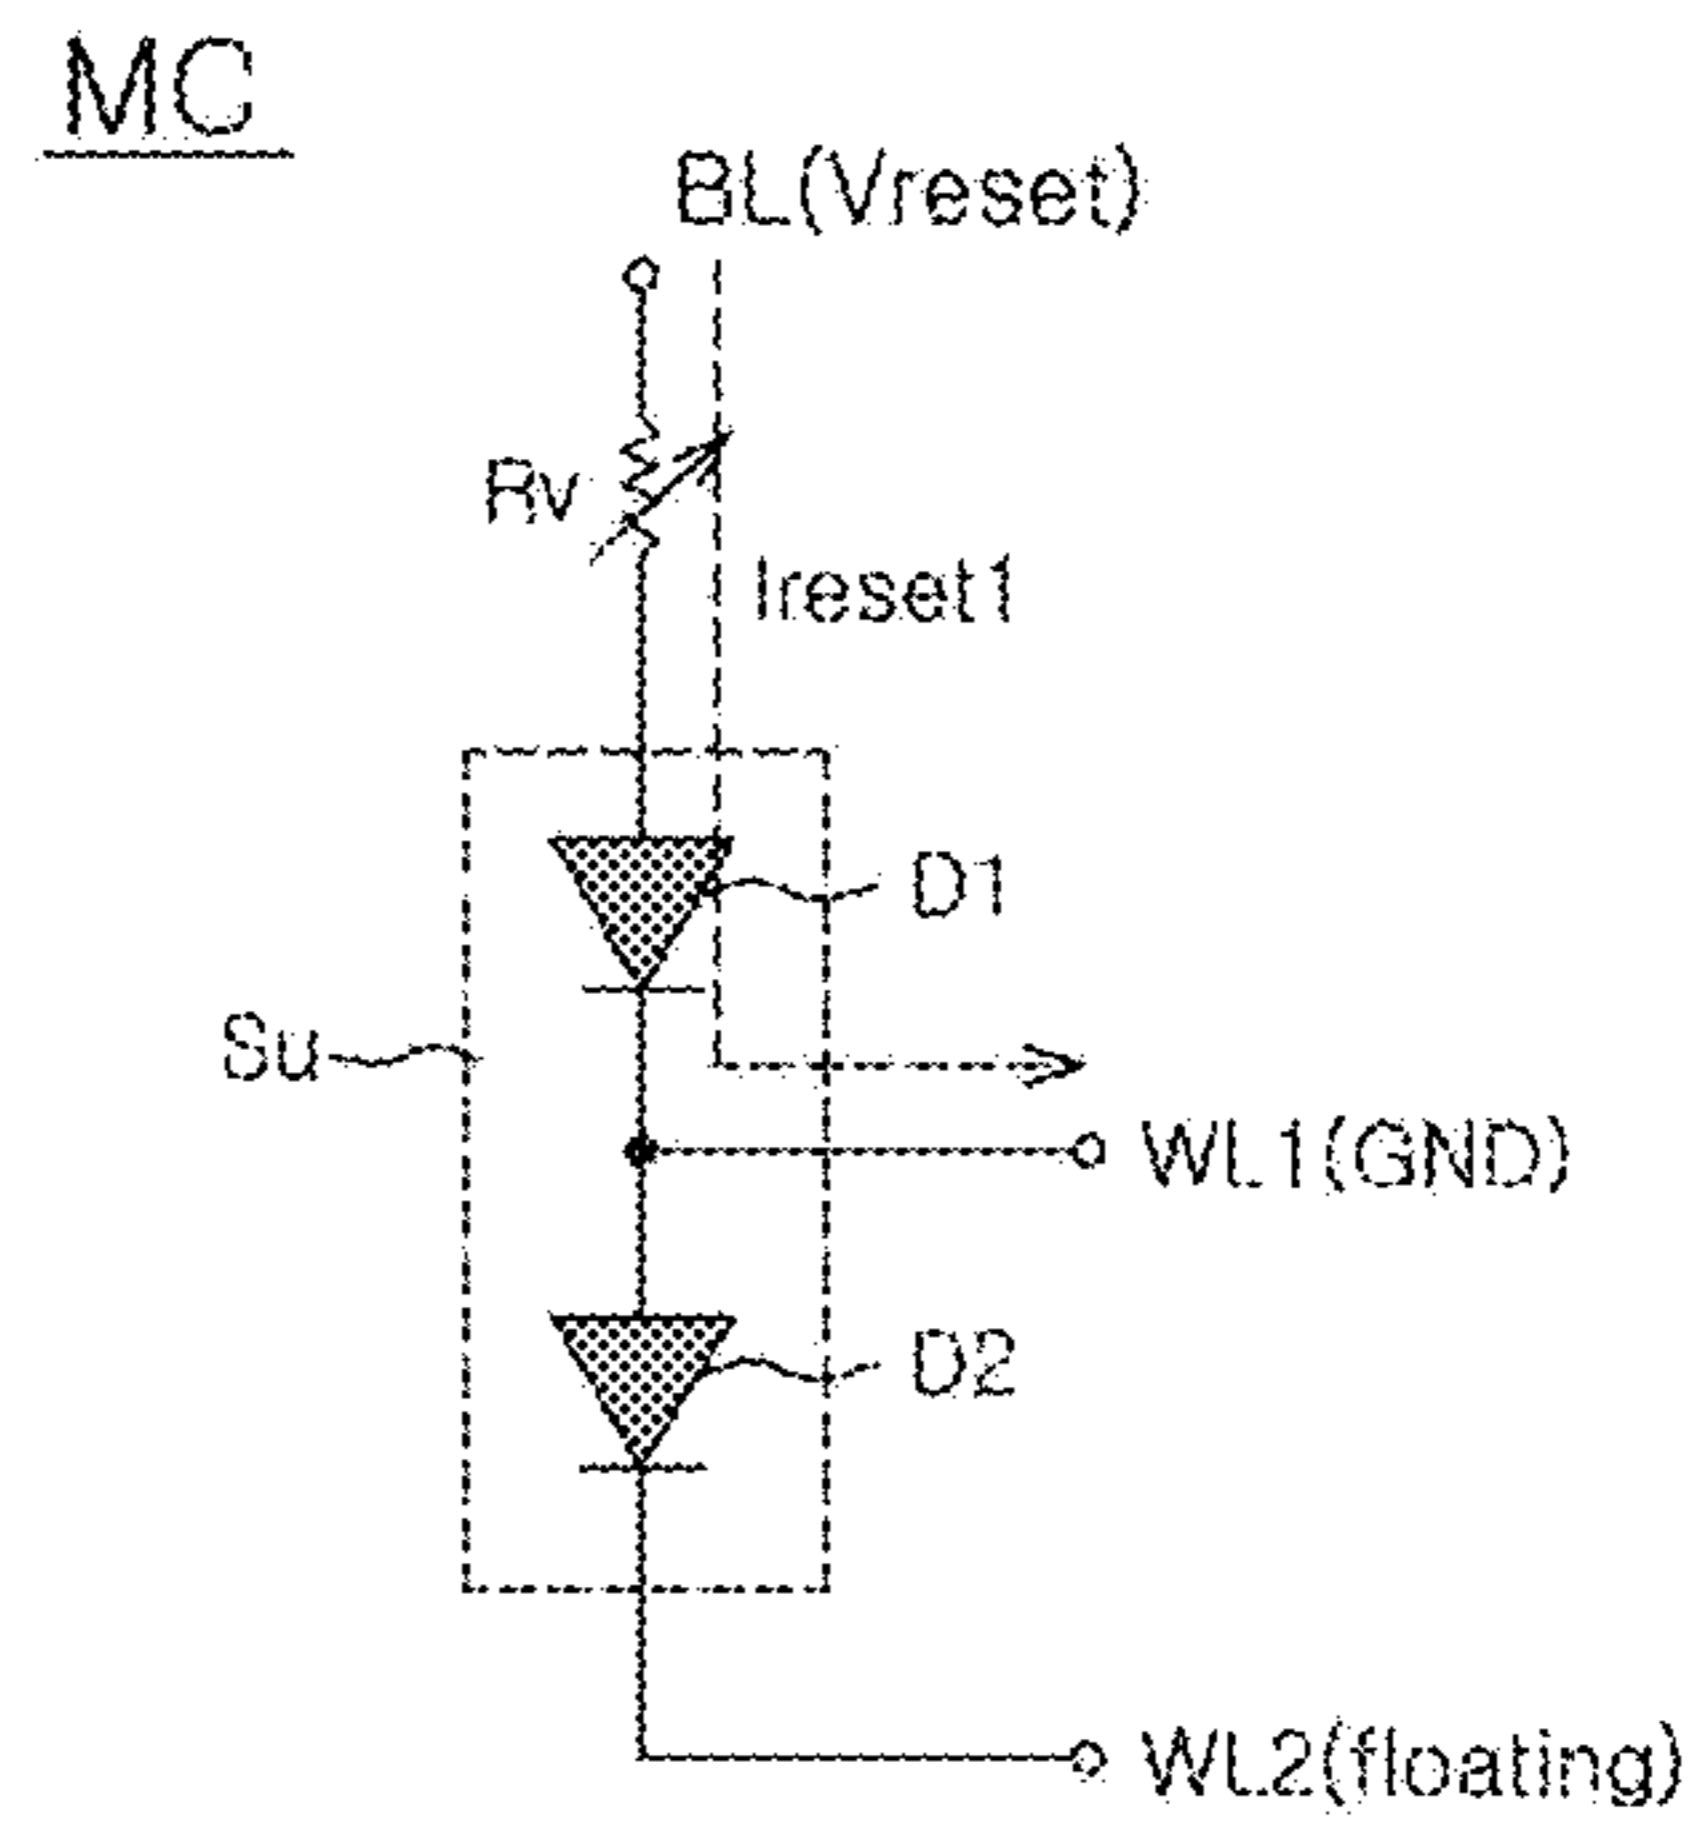 MC
BL(Vreset)
Rv
Ireset1
D1
Su
WL1(GND)
D2
WL2(floating)